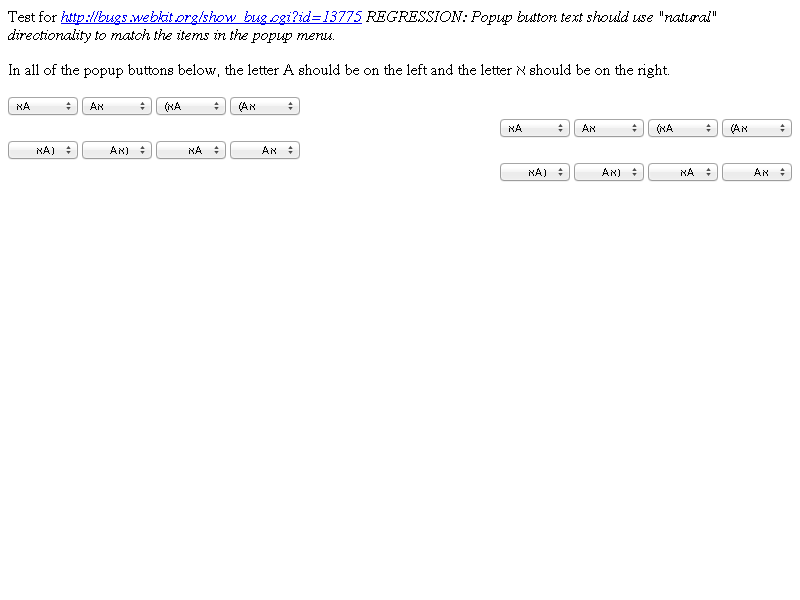 Test for http://bugs.webkit.org/show_bug.cgi?id=13775 REGRESSION: Popup button text should use "natural"
directionality to match the items in the popup menu.
In all of the popup buttons below, the letter A should be on the left and the letter א should be on the right.
אA Aא (אA (Aא
אA Aא (אA (Aא
אA) Aא) אA Aא
אA) Aא) אA Aא